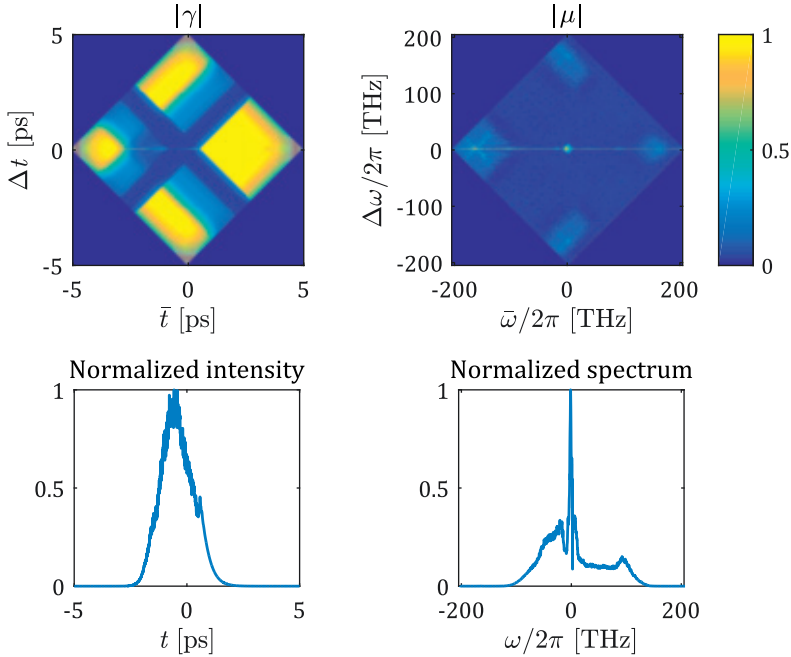 |γ|
5
0
-5
Δt [ps]
-5 0 5
t̄ [ps]
|μ|
200
100
0
-100
-200
Δω/2π [THz]
-200 0 200
ω̄/2π [THz]
1
0.5
0
Normalized intensity
1
0.5
0
-5 0 5
t [ps]
Normalized spectrum
1
0.5
0
-200 0 200
ω/2π [THz]